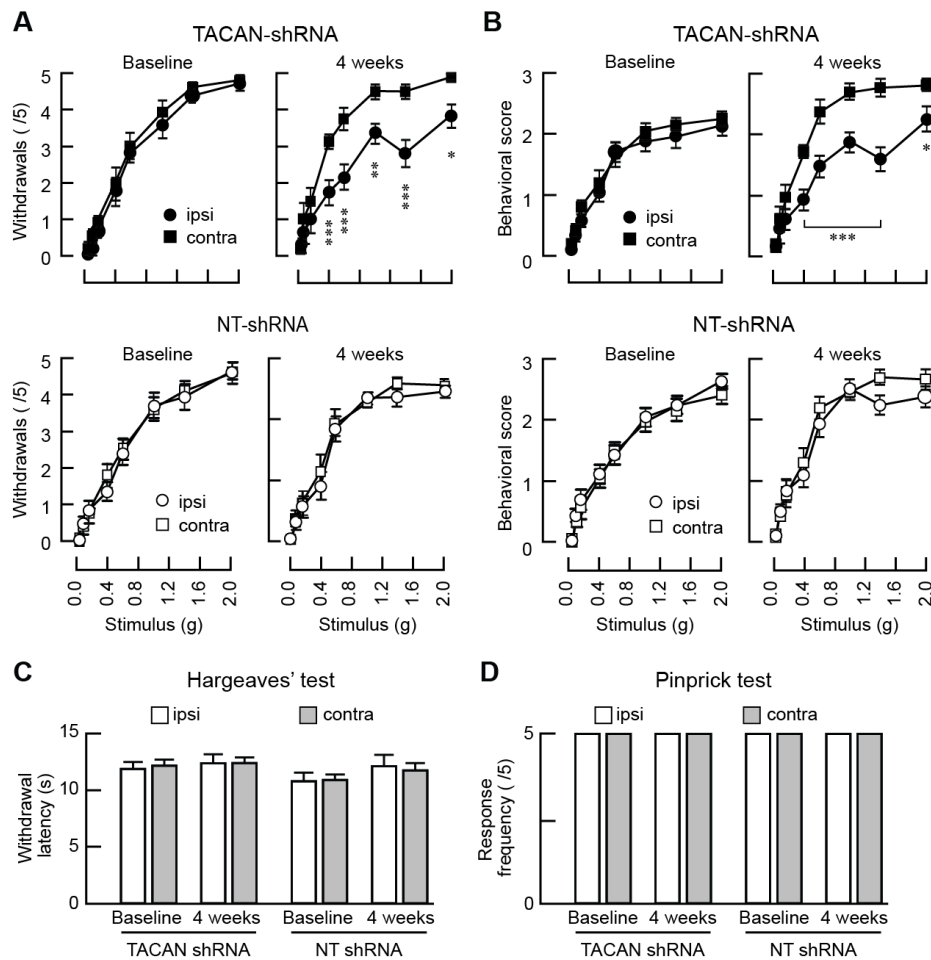 A
TACAN-shRNA
Baseline
4 weeks
Withdrawals ( /5)
5
4
3
2
1
0
ipsi
contra
***
***
**
***
*
NT-shRNA
Baseline
4 weeks
Withdrawals ( /5)
5
4
3
2
1
0
ipsi
contra
0.0
0.4
0.8
1.2
1.6
2.0
0.0
0.4
0.8
1.2
1.6
2.0
Stimulus (g)
Stimulus (g)
B
TACAN-shRNA
Baseline
4 weeks
Behavioral score
3
2
1
0
ipsi
contra
***
*
NT-shRNA
Baseline
4 weeks
Behavioral score
3
2
1
0
ipsi
contra
0.0
0.4
0.8
1.2
1.6
2.0
0.0
0.4
0.8
1.2
1.6
2.0
Stimulus (g)
Stimulus (g)
C
Hargeaves' test
ipsi
contra
Withdrawal
latency (s)
15
10
5
0
Baseline
4 weeks
Baseline
4 weeks
TACAN shRNA
NT shRNA
D
Pinprick test
ipsi
contra
Response
frequency ( /5)
5
0
Baseline
4 weeks
Baseline
4 weeks
TACAN shRNA
NT shRNA